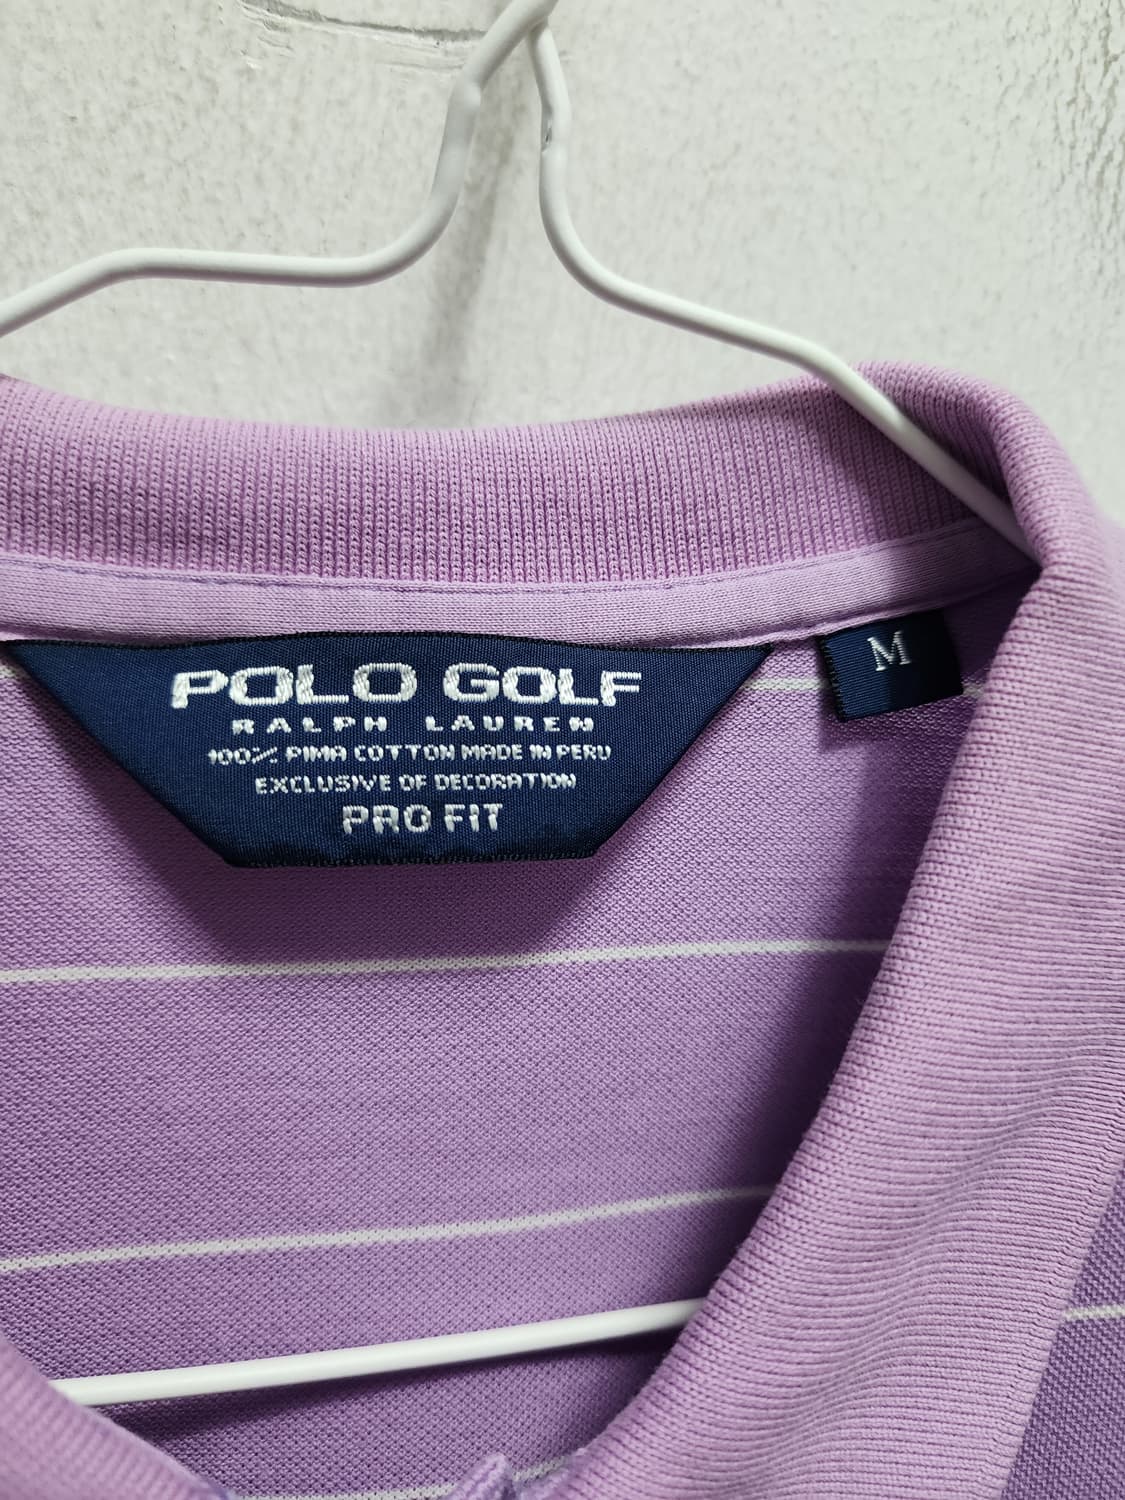 POLO GOLF
RALPH LAUREN
100% PIMA COTTON MADE IN PERU
EXCLUSIVE OF DECORATION
PRO FIT
M